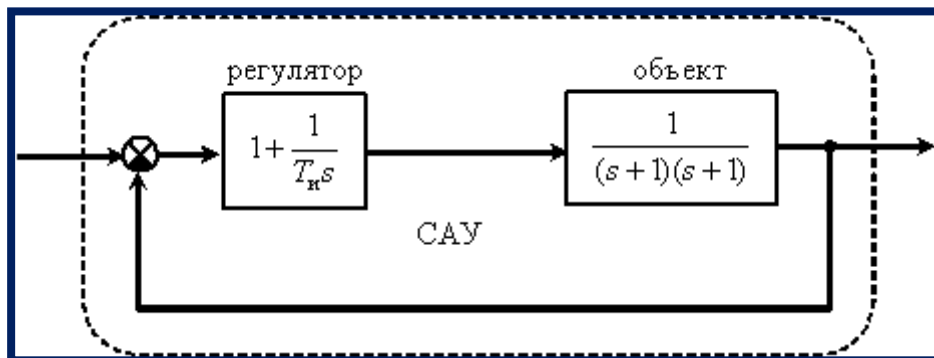 регулятор
объект
1+ 1/(Tиs)
1/((s+1)(s+1))
САУ